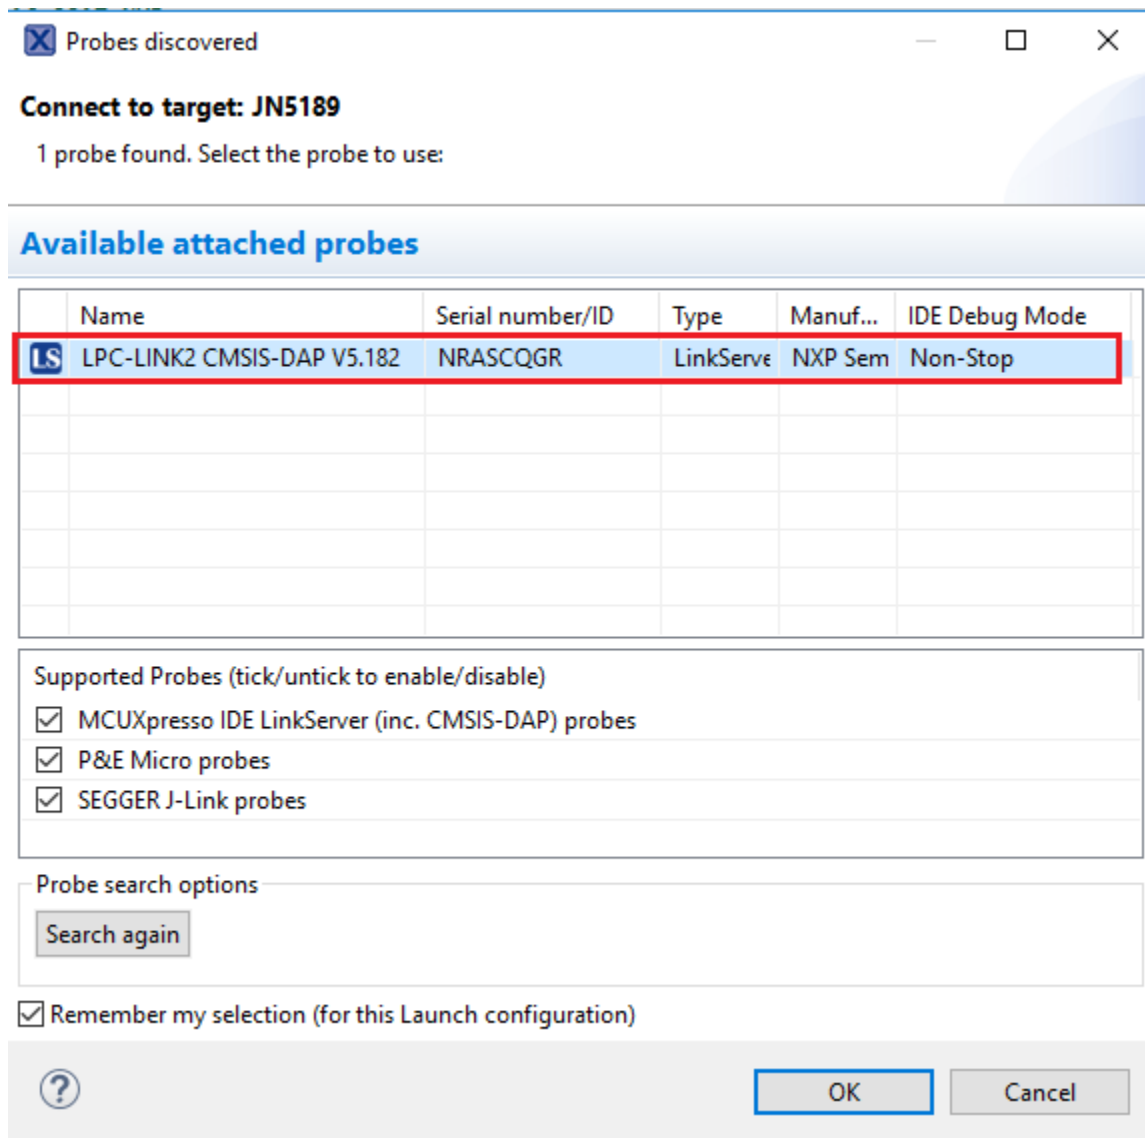 Probes discovered
Connect to target: JN5189
1 probe found. Select the probe to use:
Available attached probes
Name Serial number/ID Type Manuf... IDE Debug Mode
LS LPC-LINK2 CMSIS-DAP V5.182 NRASCQGR LinkServe NXP Sem Non-Stop
Supported Probes (tick/untick to enable/disable)
MCUXpresso IDE LinkServer (inc. CMSIS-DAP) probes
P&E Micro probes
SEGGER J-Link probes
Probe search options
Search again
Remember my selection (for this Launch configuration)
? OK Cancel